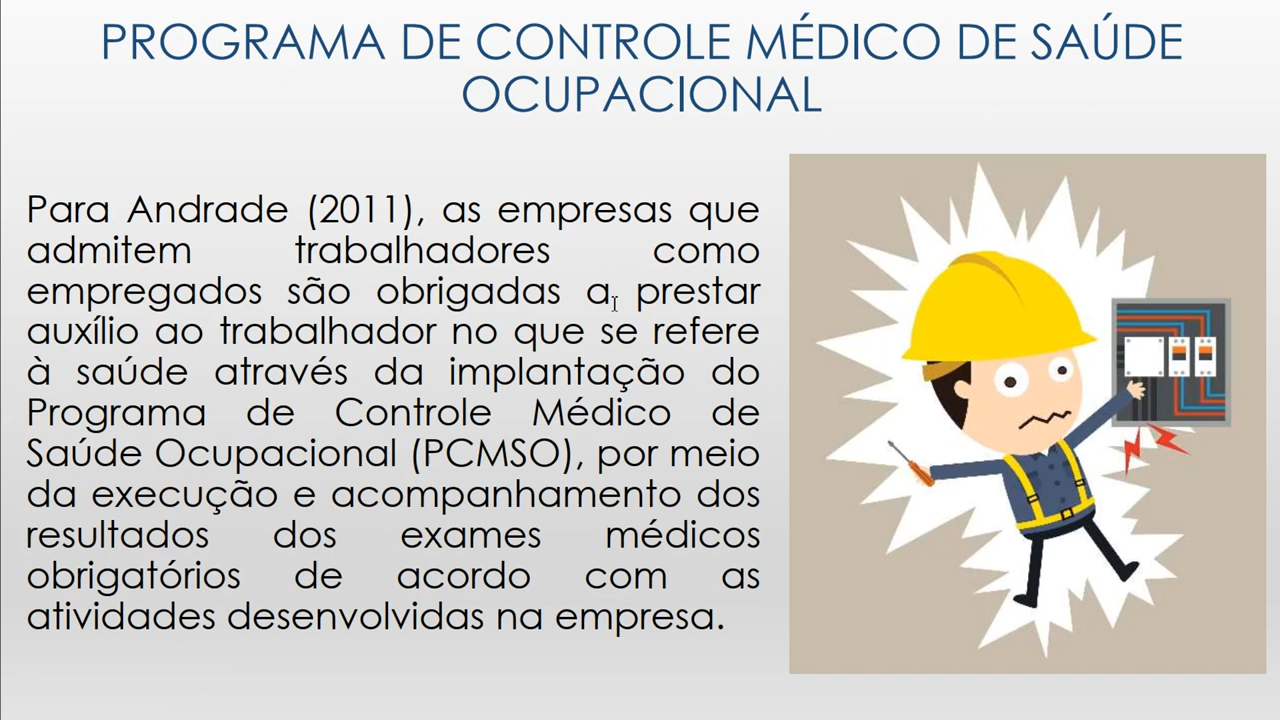 PROGRAMA DE CONTROLE MÉDICO DE SAÚDE
OCUPACIONAL
Para Andrade (2011), as empresas que
admitem trabalhadores como
empregados são obrigadas a prestar
auxílio ao trabalhador no que se refere
à saúde através da implantação do
Programa de Controle Médico de
Saúde Ocupacional (PCMSO), por meio
da execução e acompanhamento dos
resultados dos exames médicos
obrigatórios de acordo com as
atividades desenvolvidas na empresa.